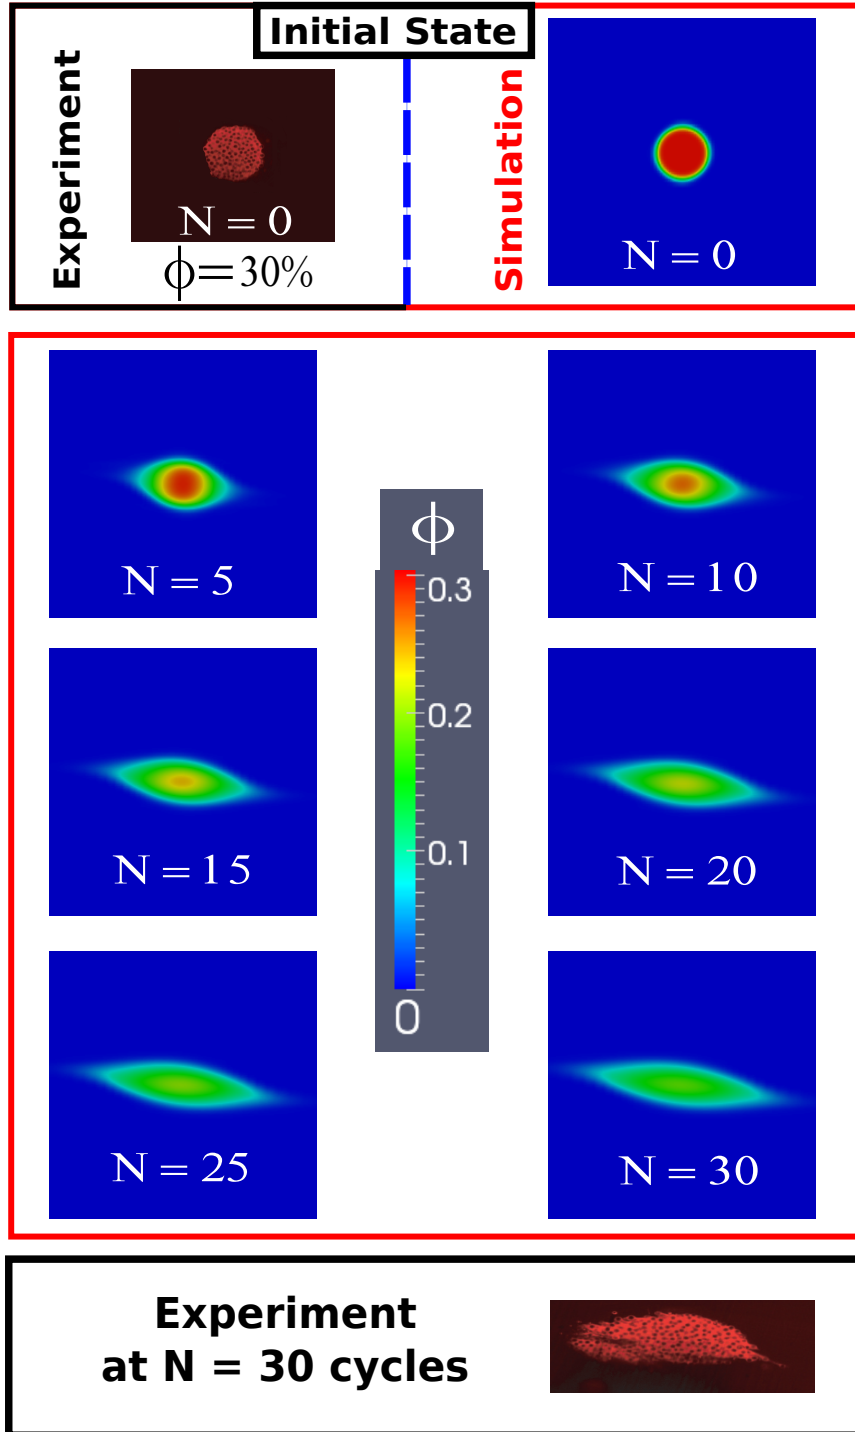 Initial State
Experiment
N = 0
ϕ=30%
Simulation
N = 0
N = 5
N = 10
ϕ
0.3
0.2
0.1
0
N = 15
N = 20
N = 25
N = 30
Experiment
at N = 30 cycles